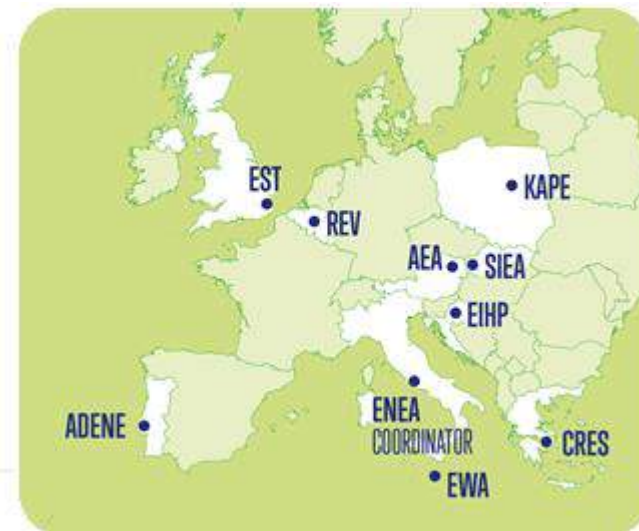 EST
KAPE
REV
AEA
SIEA
EIHP
ENEA
COORDINATOR
ADENE
CRES
EWA